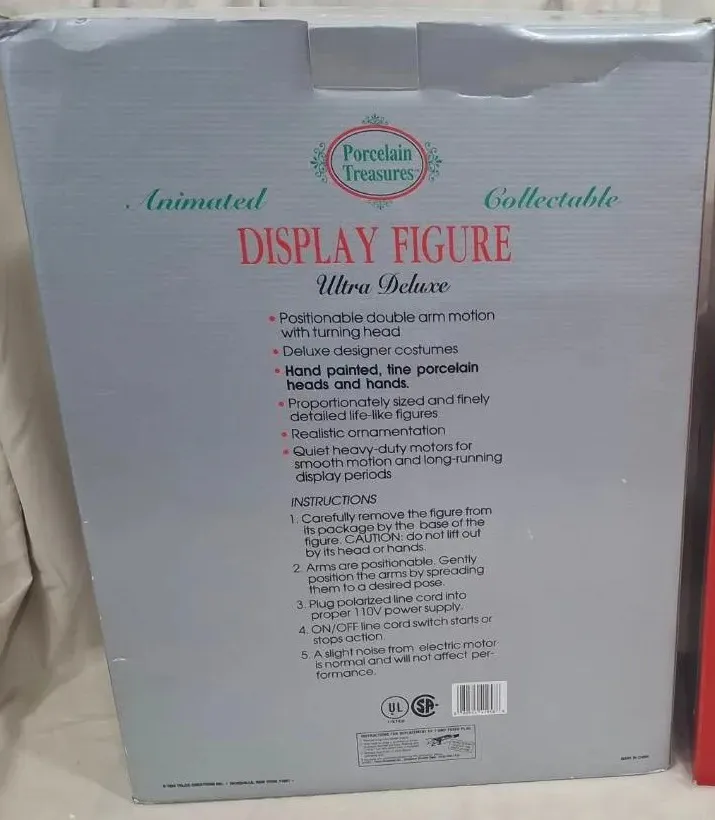 Porcelain
Treasures™
Animated Collectable
DISPLAY FIGURE
Ultra Deluxe
• Positionable double arm motion
with turning head
• Deluxe designer costumes
• Hand painted, fine porcelain
heads and hands.
• Proportionately sized and finely
detailed life-like figures
• Realistic ornamentation
• Quiet heavy-duty motors for
smooth motion and long-running
display periods
INSTRUCTIONS
1. Carefully remove the figure from
its package by the base of the
figure. CAUTION: do not lift out
by its head or hands.
2. Arms are positionable. Gently
position the arms by spreading
them to a desired pose.
3. Plug polarized line cord into
proper 110V power supply.
4. ON/OFF line cord switch starts or
stops action.
5. A slight noise from electric motor
is normal and will not affect per-
formance.
UL
LISTED
MADE IN CHINA